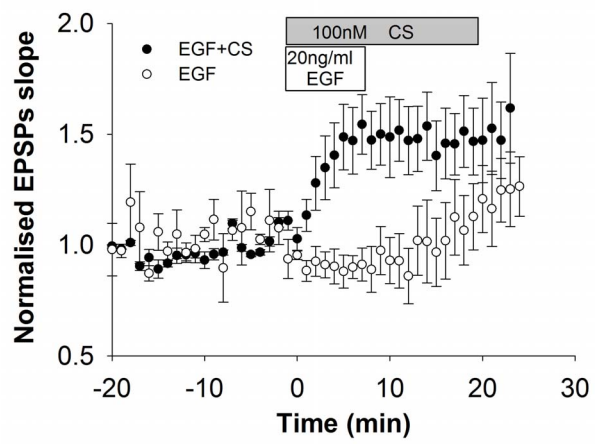 2.0
100nM CS
EGF+CS
20ng/ml
EGF
EGF
1.5
Normalised EPSPs slope
1.0
0.5
-20 -10 0 10 20 30
Time (min)